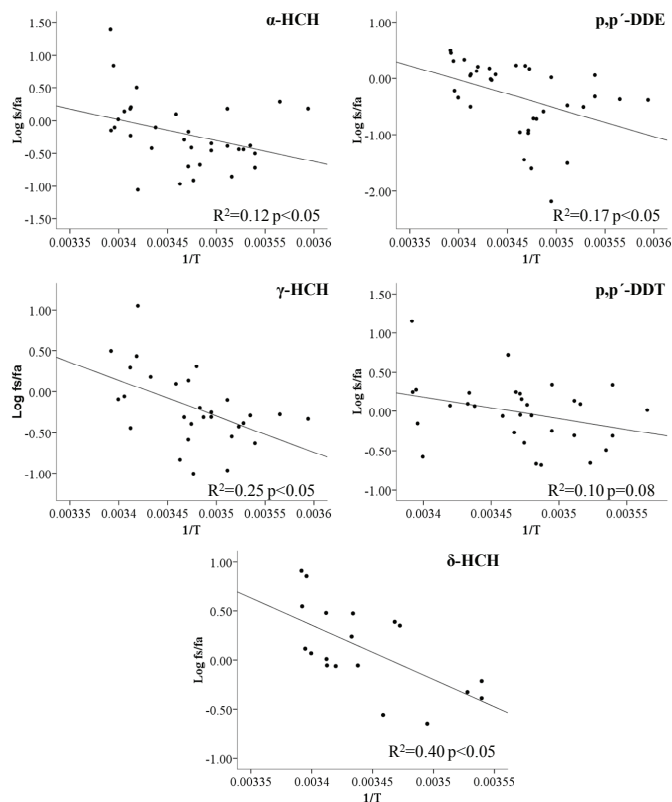 α-HCH
Log fs/fa
1.50
1.00
0.50
0.00
-0.50
-1.00
-1.50
R²=0.12 p<0.05
0.00335 0.0034 0.00345 0.0035 0.00355 0.0036
1/T
p,p´-DDE
Log fs/fa
1.00
0.00
-1.00
-2.00
R²=0.17 p<0.05
0.00335 0.0034 0.00345 0.0035 0.00355 0.0036
1/T
γ-HCH
Log fs/fa
1.00
0.50
0.00
-0.50
-1.00
R²=0.25 p<0.05
0.00335 0.0034 0.00345 0.0035 0.00355 0.0036
1/T
p,p´-DDT
Log fs/fa
1.50
1.00
0.50
0.00
-0.50
-1.00
R²=0.10 p=0.08
0.0034 0.00345 0.0035 0.00355
1/T
δ-HCH
Log fs/fa
1.00
0.50
0.00
-0.50
-1.00
R²=0.40 p<0.05
0.00335 0.0034 0.00345 0.0035 0.00355
1/T